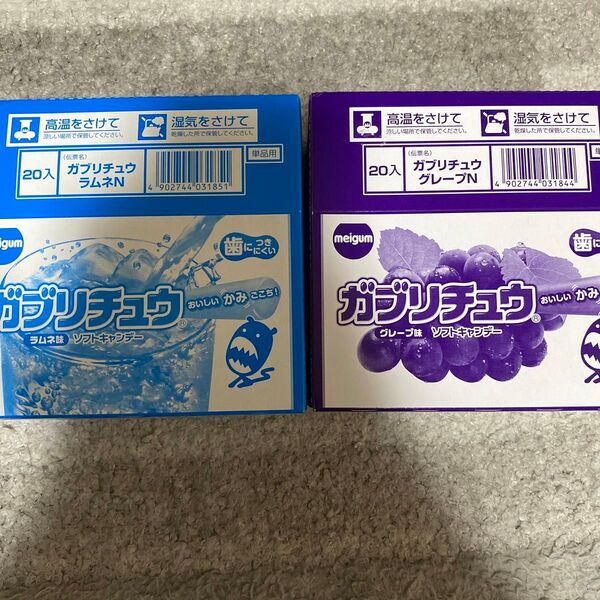 高温をさけて
涼しい場所で保管してください。
湿気をさけて
乾燥した所で保管してください。
20入
(伝票名)
ガブリチュウ
ラムネN
単品用
4 902744 031851
meigum
歯につき
にくい
ガブリチュウ®
おいしい かみごこち!
ラムネ味 ソフトキャンデー
高温をさけて
涼しい場所で保管してください。
湿気をさけて
乾燥した所で保管してください。
20入
(伝票名)
ガブリチュウ
グレープN
単品用
4 902744 031844
meigum
歯に
ガブリチュウ®
おいしい かみ
グレープ味 ソフトキャンデー